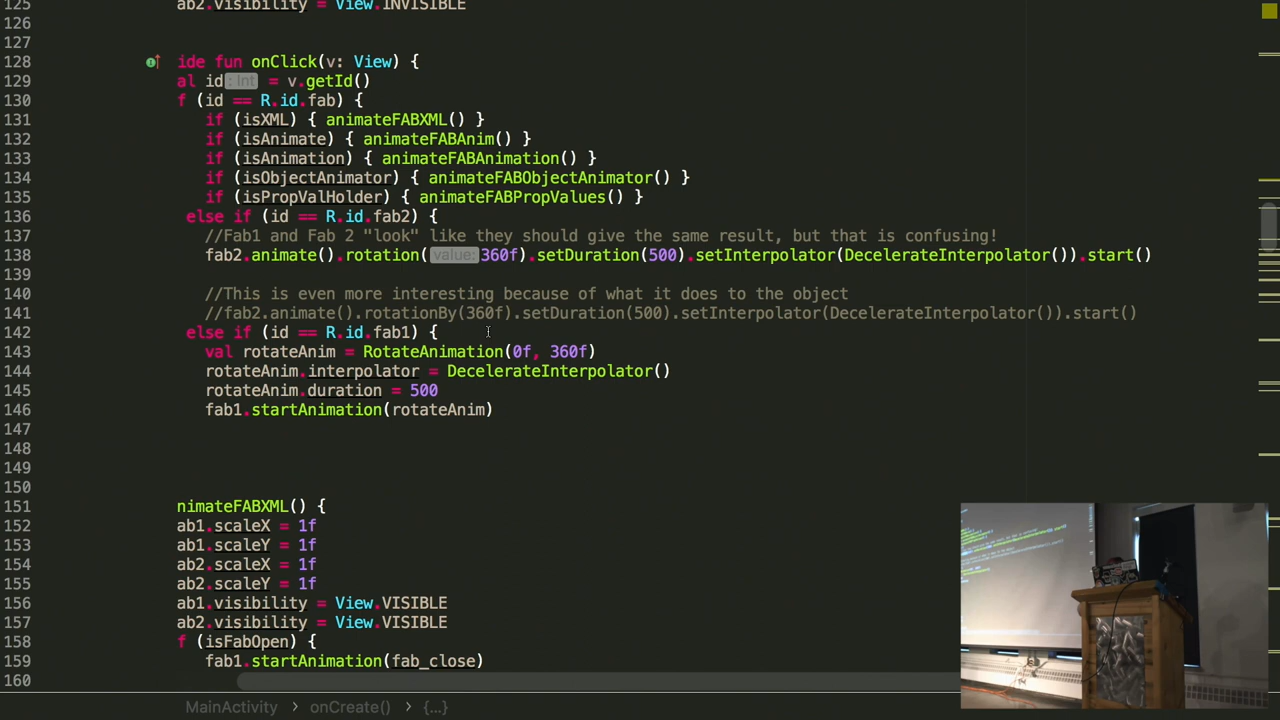 125 ab2.visibility = View.INVISIBLE
126
127
128 ide fun onClick(v: View) {
129 al id : Int = v.getId()
130 f (id == R.id.fab) {
131 if (isXML) { animateFABXML() }
132 if (isAnimate) { animateFABAnim() }
133 if (isAnimation) { animateFABAnimation() }
134 if (isObjectAnimator) { animateFABObjectAnimator() }
135 if (isPropValHolder) { animateFABPropValues() }
136 else if (id == R.id.fab2) {
137 //Fab1 and Fab 2 "look" like they should give the same result, but that is confusing!
138 fab2.animate().rotation( value: 360f).setDuration(500).setInterpolator(DecelerateInterpolator()).start()
139
140 //This is even more interesting because of what it does to the object
141 //fab2.animate().rotationBy(360f).setDuration(500).setInterpolator(DecelerateInterpolator()).start()
142 else if (id == R.id.fab1) {
143 val rotateAnim = RotateAnimation(0f, 360f)
144 rotateAnim.interpolator = DecelerateInterpolator()
145 rotateAnim.duration = 500
146 fab1.startAnimation(rotateAnim)
147
148
149
150
151 nimateFABXML() {
152 ab1.scaleX = 1f
153 ab1.scaleY = 1f
154 ab2.scaleX = 1f
155 ab2.scaleY = 1f
156 ab1.visibility = View.VISIBLE
157 ab2.visibility = View.VISIBLE
158 f (isFabOpen) {
159 fab1.startAnimation(fab_close)
160
MainActivity > onCreate() > {...}